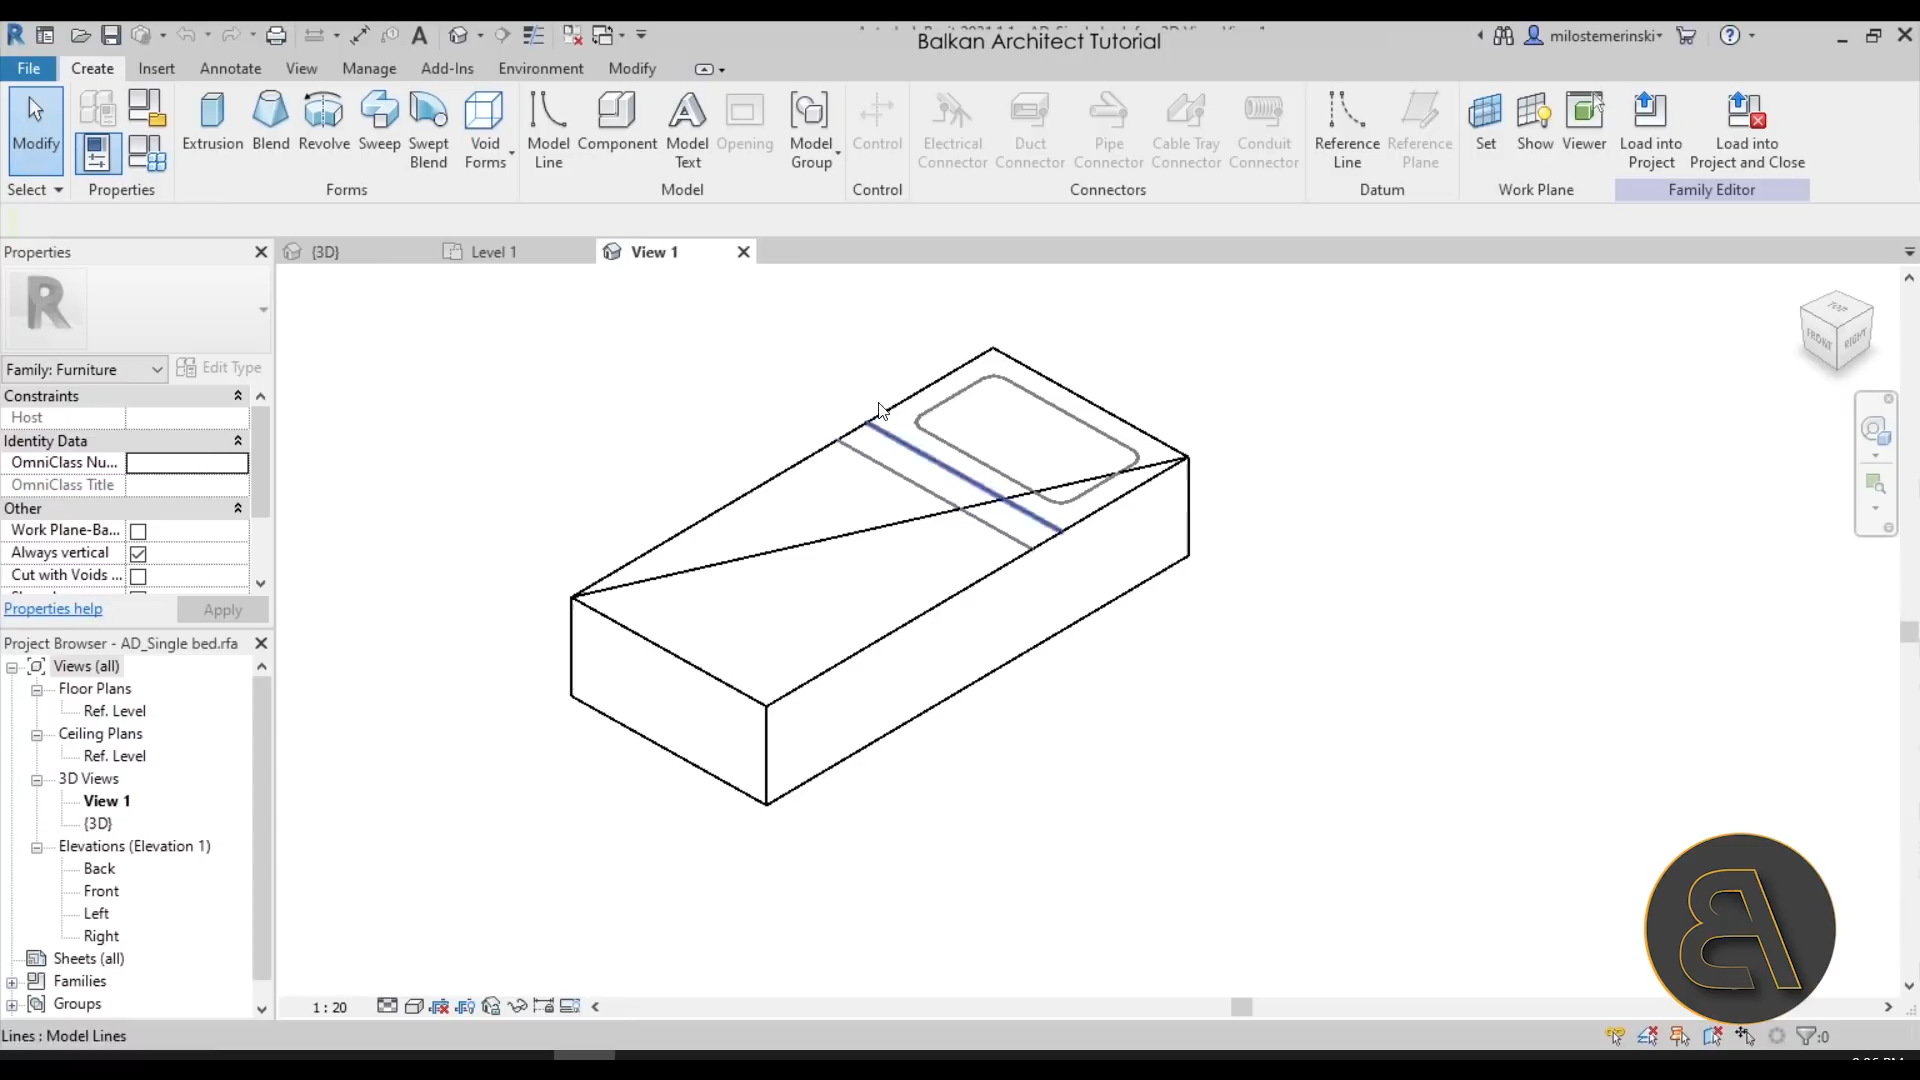 Balkan Architect Tutorial
milostemerinski
File Create Insert Annotate View Manage Add-Ins Environment Modify
Modify
Extrusion Blend Revolve Sweep Swept Blend Void Forms
Model Line Component Model Text Opening Model Group
Control
Electrical Connector Duct Connector Pipe Connector Cable Tray Connector Conduit Connector
Reference Line Reference Plane
Set Show Viewer
Load into Project Load into Project and Close
Select Properties Forms Model Control Connectors Datum Work Plane Family Editor
Properties
{3D} Level 1 View 1
R
Family: Furniture Edit Type
Constraints
Host
Identity Data
OmniClass Nu...
OmniClass Title
Other
Work Plane-Ba...
Always vertical
Cut with Voids ...
Properties help Apply
Project Browser - AD_Single bed.rfa
Views (all)
Floor Plans
Ref. Level
Ceiling Plans
Ref. Level
3D Views
View 1
{3D}
Elevations (Elevation 1)
Back
Front
Left
Right
Sheets (all)
Families
Groups
TOP
FRONT RIGHT
1 : 20
Lines : Model Lines
:0